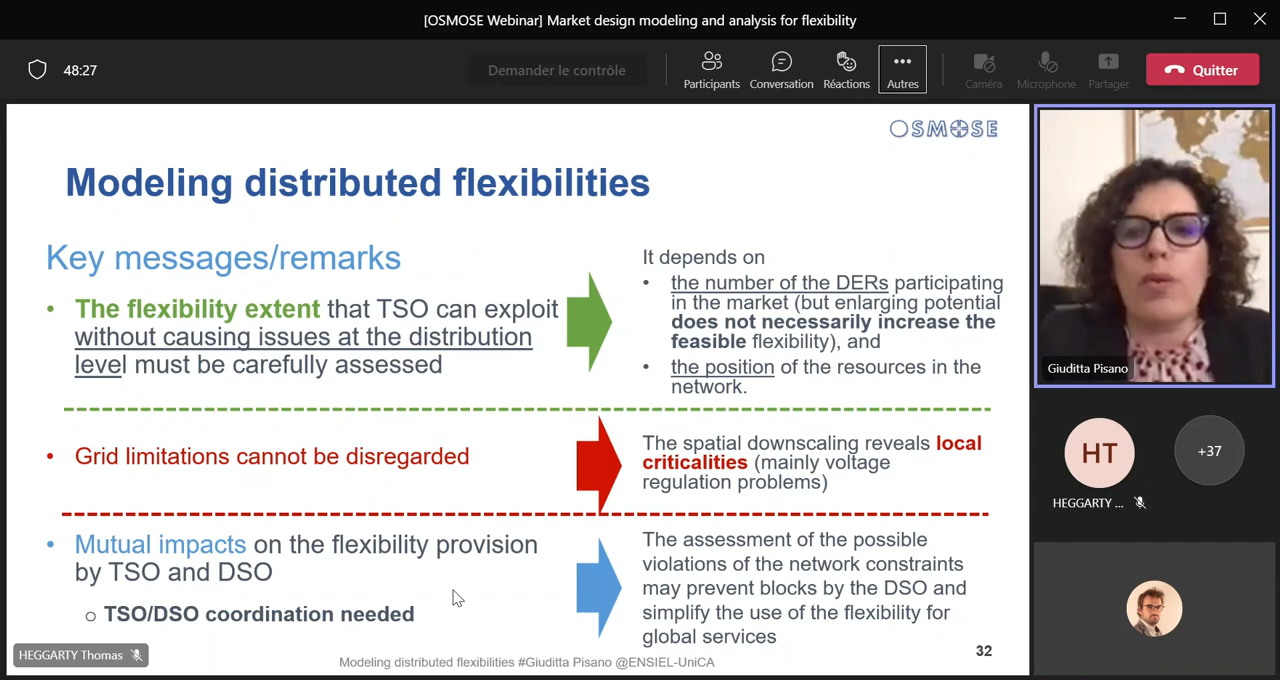 [OSMOSE Webinar] Market design modeling and analysis for flexibility
48:27
Demander le contrôle
Participants
Conversation
Réactions
Autres
Caméra
Microphone
Partager
Quitter
OSMOSE
Modeling distributed flexibilities
Key messages/remarks
• The flexibility extent that TSO can exploit
without causing issues at the distribution
level must be carefully assessed
It depends on
• the number of the DERs participating
in the market (but enlarging potential
does not necessarily increase the
feasible flexibility), and
• the position of the resources in the
network.
• Grid limitations cannot be disregarded
The spatial downscaling reveals local
criticalities (mainly voltage
regulation problems)
• Mutual impacts on the flexibility provision
by TSO and DSO
o TSO/DSO coordination needed
The assessment of the possible
violations of the network constraints
may prevent blocks by the DSO and
simplify the use of the flexibility for
global services
32
HEGGARTY Thomas
Modeling distributed flexibilities #Giuditta Pisano @ENSIEL-UniCA
Giuditta Pisano
HT
+37
HEGGARTY ...